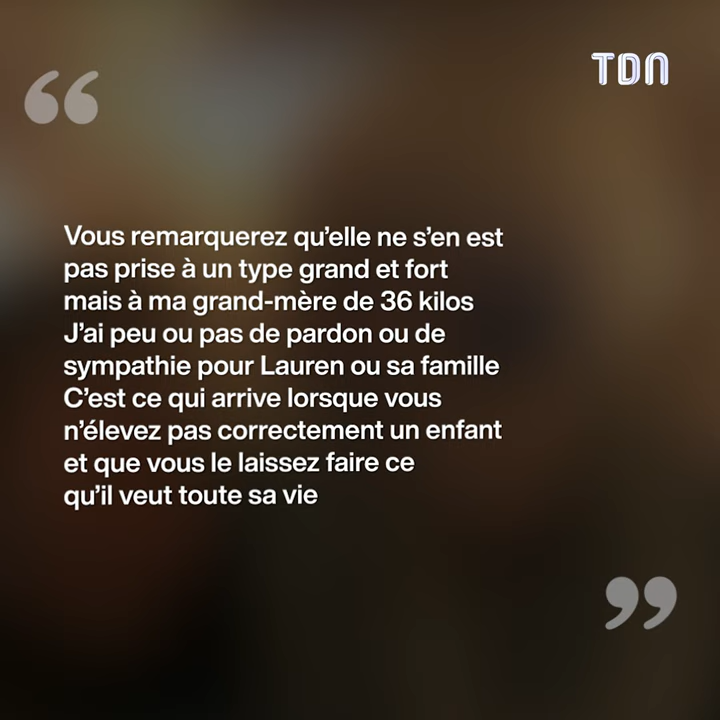 TDN
“
Vous remarquerez qu’elle ne s’en est
pas prise à un type grand et fort
mais à ma grand-mère de 36 kilos
J’ai peu ou pas de pardon ou de
sympathie pour Lauren ou sa famille
C’est ce qui arrive lorsque vous
n’élevez pas correctement un enfant
et que vous le laissez faire ce
qu’il veut toute sa vie
”